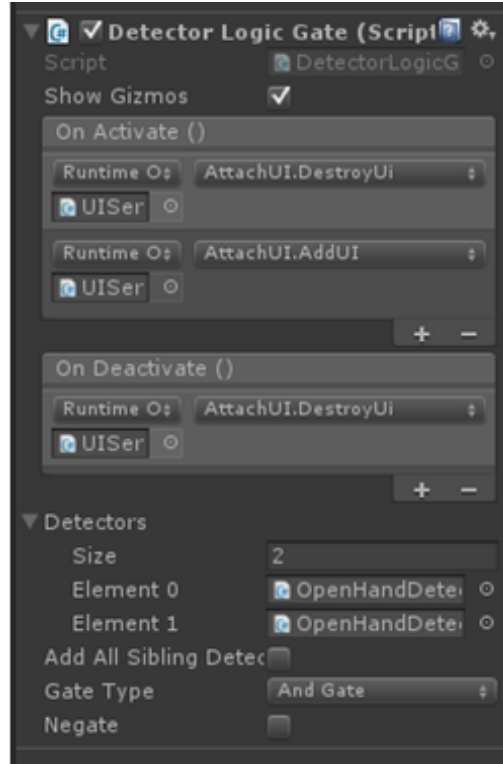 Detector Logic Gate (Script
Script DetectorLogicG
Show Gizmos
On Activate ()
Runtime O AttachUI.DestroyUi
UISer
Runtime O AttachUI.AddUI
UISer
+ −
On Deactivate ()
Runtime O AttachUI.DestroyUi
UISer
+ −
Detectors
Size 2
Element 0 OpenHandDete
Element 1 OpenHandDete
Add All Sibling Detec
Gate Type And Gate
Negate